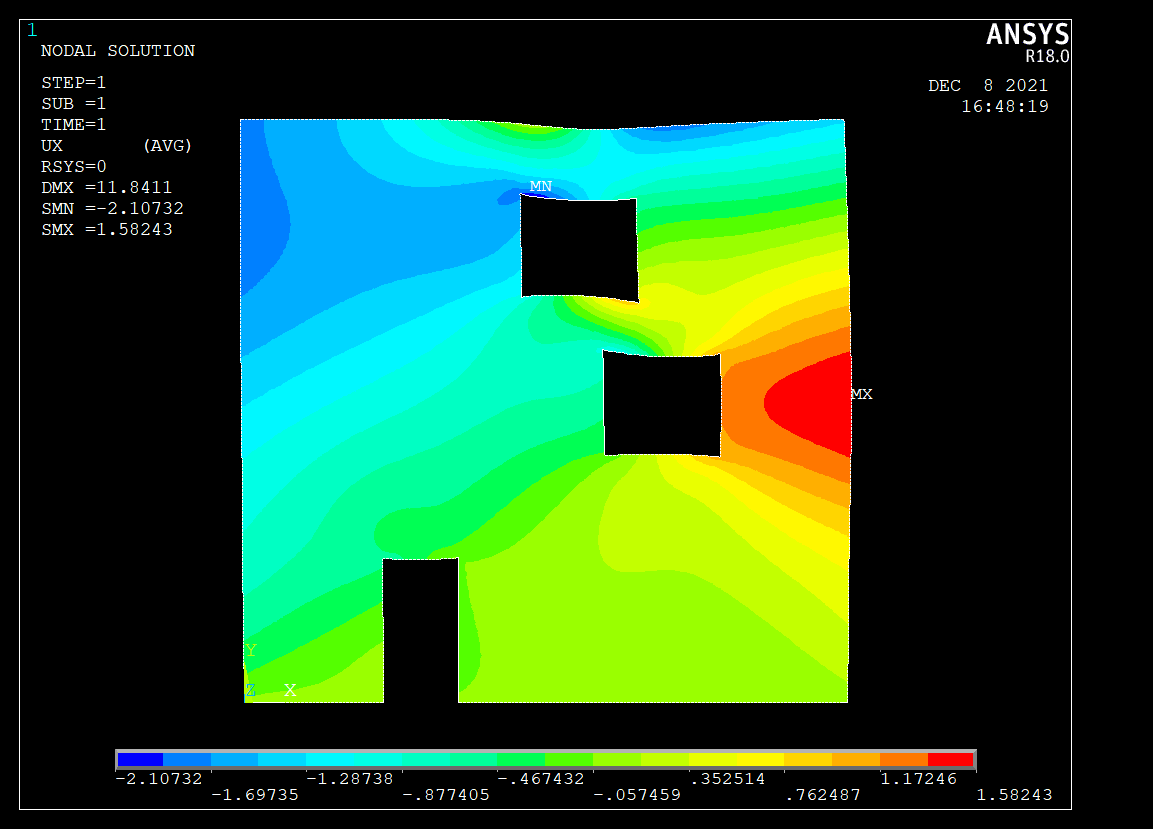 1
ANSYS
R18.0
NODAL SOLUTION
STEP=1
SUB =1
TIME=1
UX (AVG)
RSYS=0
DMX =11.8411
SMN =-2.10732
SMX =1.58243
DEC 8 2021
16:48:19
MN
MX
Y
Z X
-2.10732 -1.28738 -.467432 .352514 1.17246
-1.69735 -.877405 -.057459 .762487 1.58243